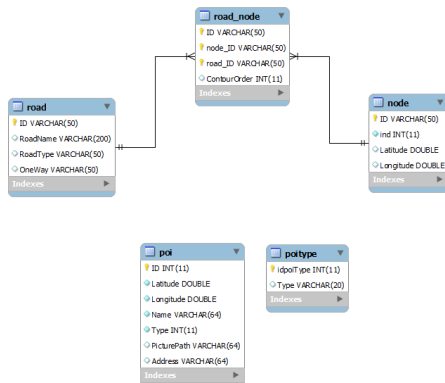 road_node
ID VARCHAR(50)
node_ID VARCHAR(50)
road_ID VARCHAR(50)
ContourOrder INT(11)
Indexes
road
ID VARCHAR(50)
RoadName VARCHAR(200)
RoadType VARCHAR(50)
OneWay VARCHAR(50)
Indexes
node
ID VARCHAR(50)
ind INT(11)
Latitude DOUBLE
Longitude DOUBLE
Indexes
poi
ID INT(11)
Latitude DOUBLE
Longitude DOUBLE
Name VARCHAR(64)
Type INT(11)
PicturePath VARCHAR(64)
Address VARCHAR(64)
Indexes
poitype
idpoiType INT(11)
Type VARCHAR(20)
Indexes